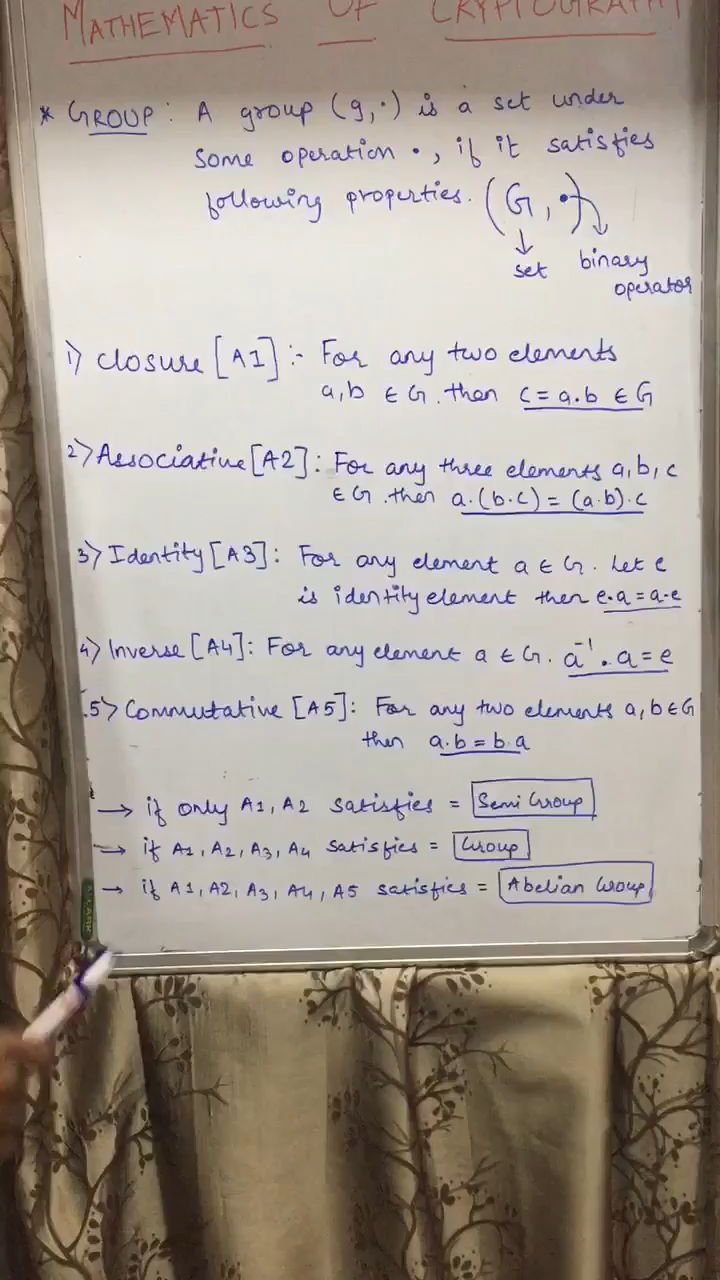 MATHEMATICS OF CRYPTOGRAPHY
* GROUP : A group (g, ·) is a set under
some operation ·, if it satisfies
following properties. (G, ·)
set binary
operator
1) Closure [A1] :- For any two elements
a, b ∈ G. then c = a.b ∈ G
2) Associative [A2] : For any three elements a, b, c
∈ G. then a.(b.c) = (a.b).c
3) Identity [A3] : For any element a ∈ G. Let e
is identity element then e.a = a.e
4) Inverse [A4] : For any element a ∈ G. a⁻¹. a = e
5) Commutative [A5] : For any two elements a, b ∈ G
then a.b = b.a
→ if only A1, A2 satisfies = Semi Group
→ if A1, A2, A3, A4 satisfies = Group
→ if A1, A2, A3, A4, A5 satisfies = Abelian Group